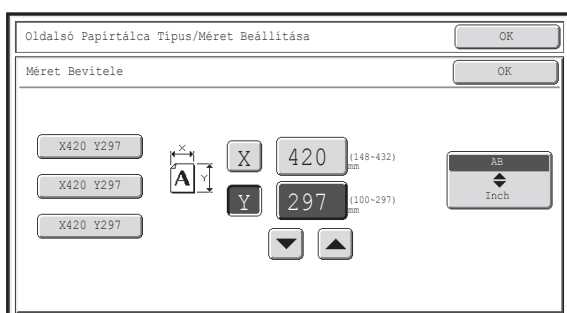 Oldalsó Papírtálca Típus/Méret Beállítása OK
Méret Bevitele OK
X420 Y297
X420 Y297
X420 Y297
X
A Y
X 420 (148~432) mm
Y 297 (100~297) mm
AB
Inch